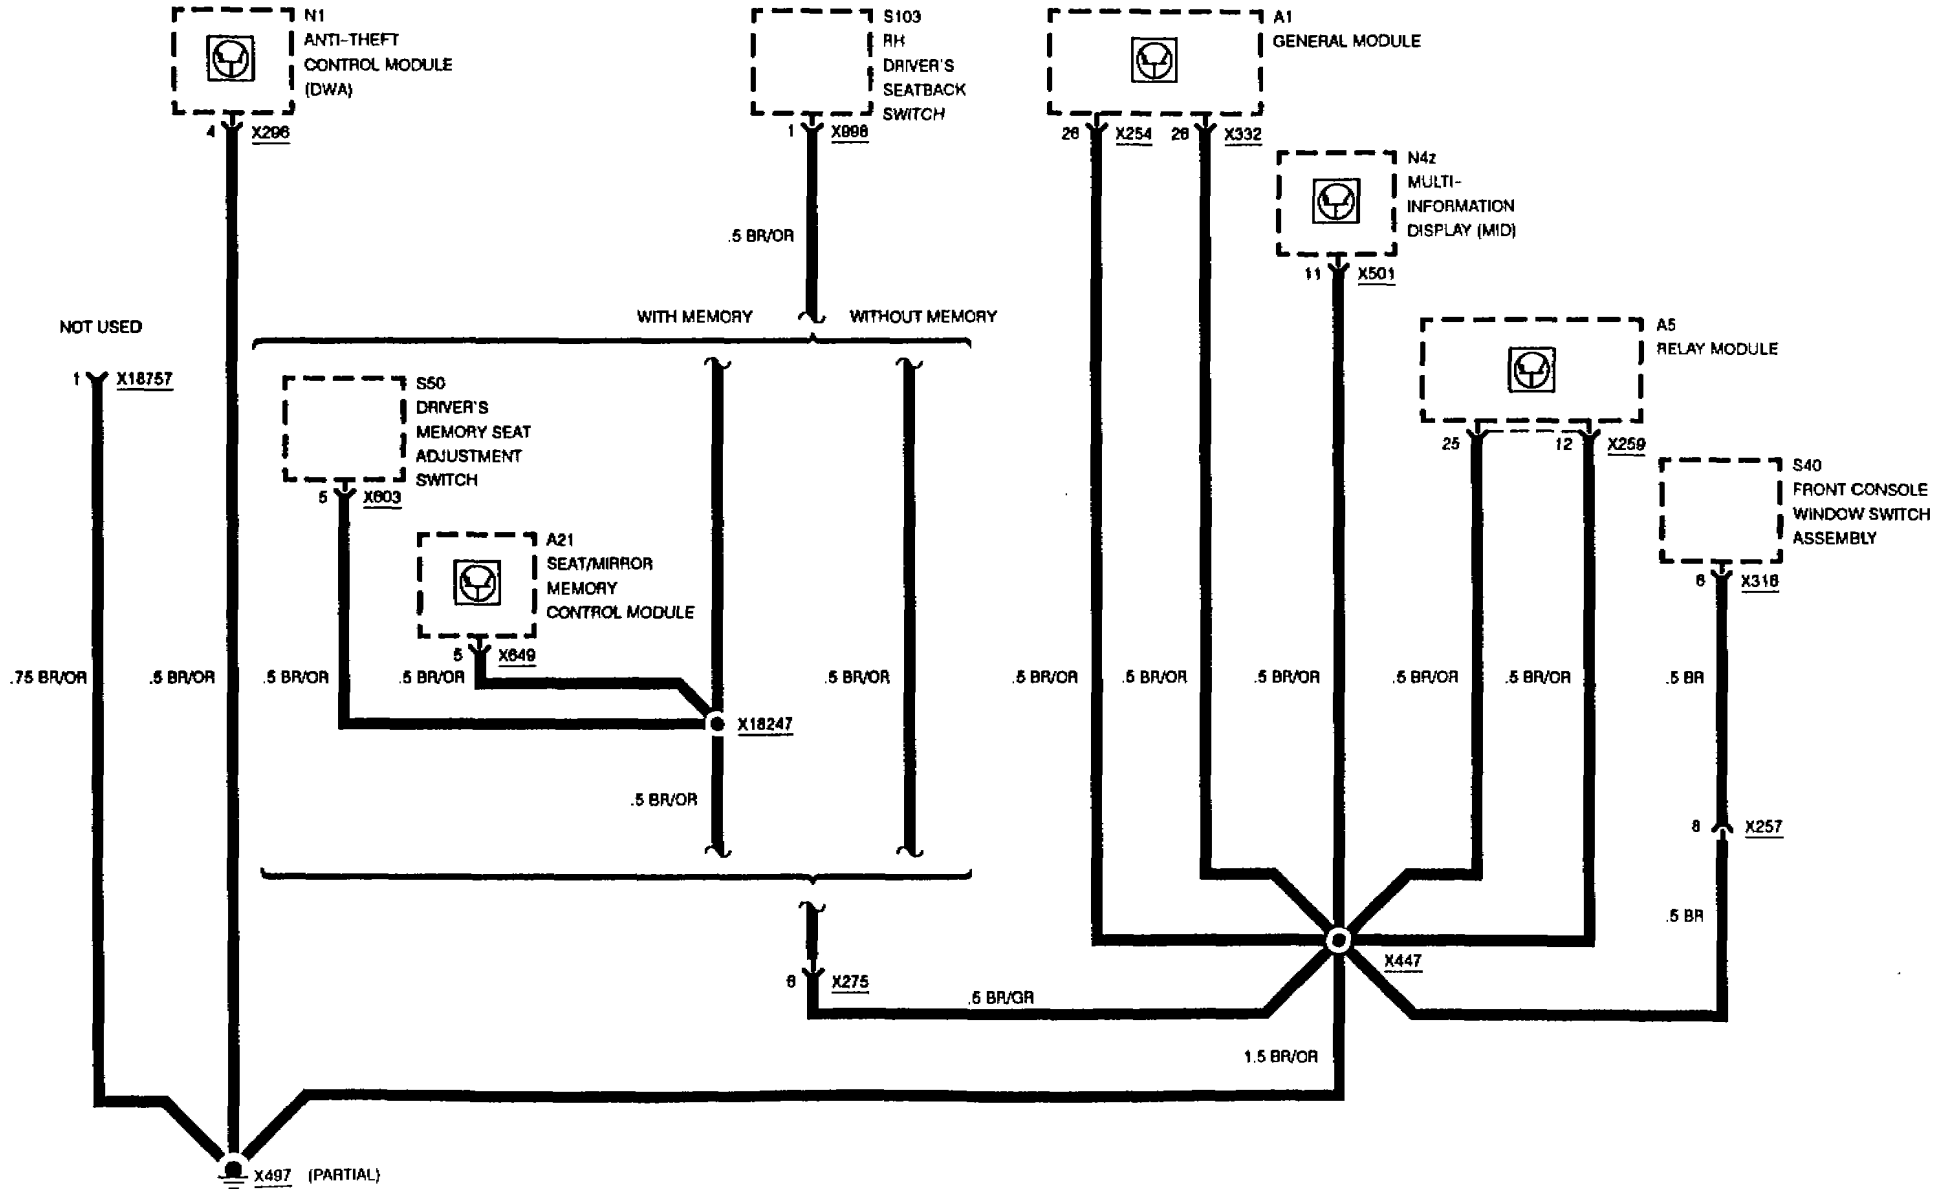 N1
ANTI-THEFT
CONTROL MODULE
(DWA)
4 X296
S103
RH
DRIVER'S
SEATBACK
SWITCH
1 X998
A1
GENERAL MODULE
26 X254
26 X332
N4z
MULTI-
INFORMATION
DISPLAY (MID)
11 X501
.5 BR/OR
WITH MEMORY
WITHOUT MEMORY
NOT USED
1 X18757
A5
RELAY MODULE
25
12 X259
S50
DRIVER'S
MEMORY SEAT
ADJUSTMENT
SWITCH
5 X603
S40
FRONT CONSOLE
WINDOW SWITCH
ASSEMBLY
6 X316
A21
SEAT/MIRROR
MEMORY
CONTROL MODULE
5 X649
.75 BR/OR
.5 BR/OR
.5 BR/OR
.5 BR/OR
.5 BR/OR
.5 BR/OR
.5 BR/OR
.5 BR/OR
.5 BR/OR
.5 BR/OR
.5 BR
X18247
.5 BR/OR
8 X257
.5 BR
X447
6 X275
.5 BR/GR
1.5 BR/OR
X497 (PARTIAL)